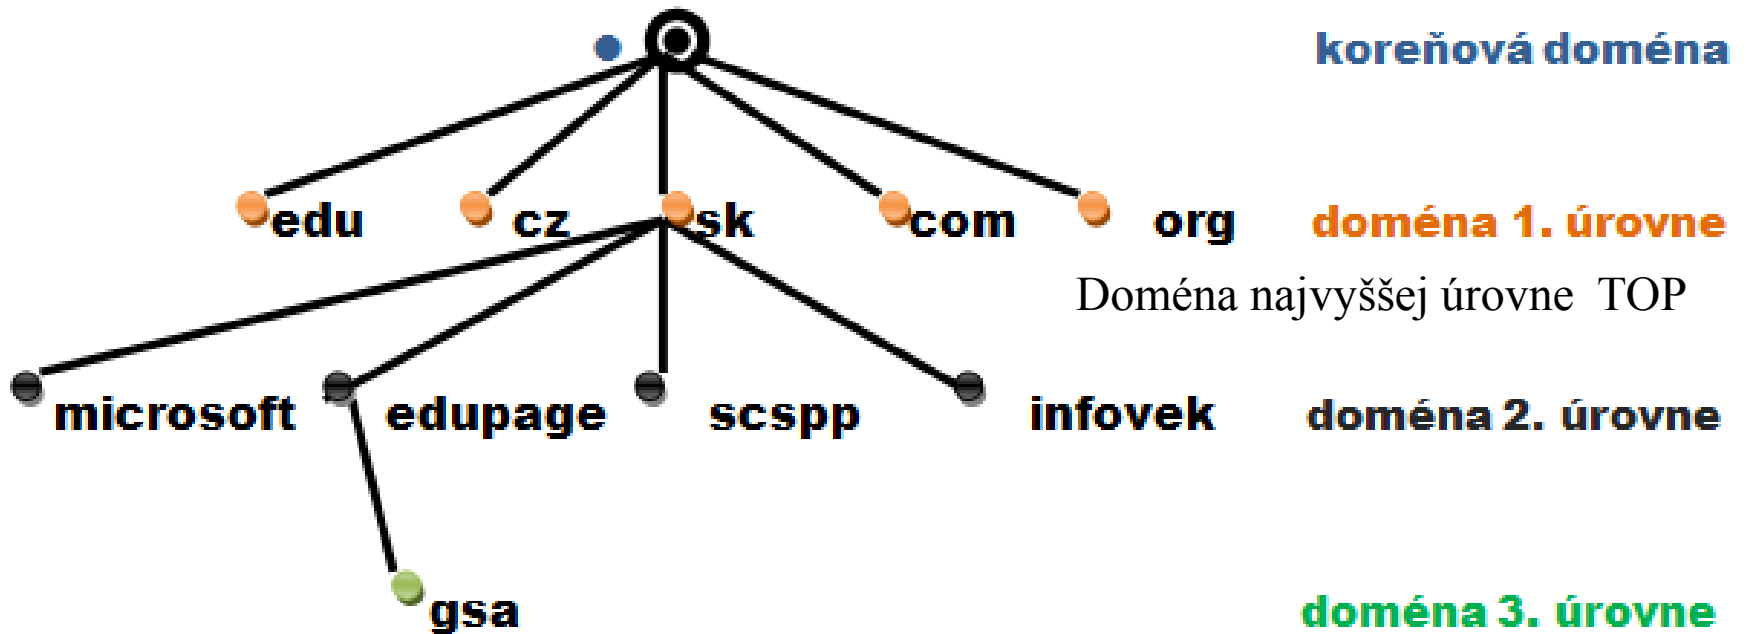 koreňová doména
edu cz sk com org doména 1. úrovne
Doména najvyššej úrovne TOP
microsoft edupage scspp infovek doména 2. úrovne
gsa doména 3. úrovne